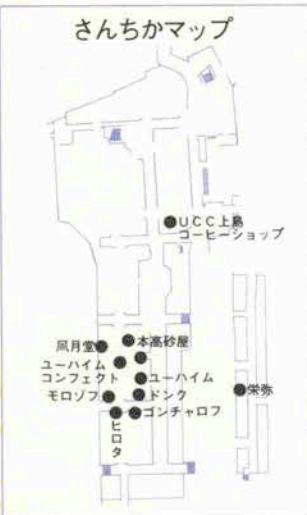 さんちかマップ
UCC上島
コーヒーショップ
風月堂
本高砂屋
ユーハイム
コンフェクト
ユーハイム
モロゾフ
ドンク
ゴンチャロフ
ヒロタ
栄弥